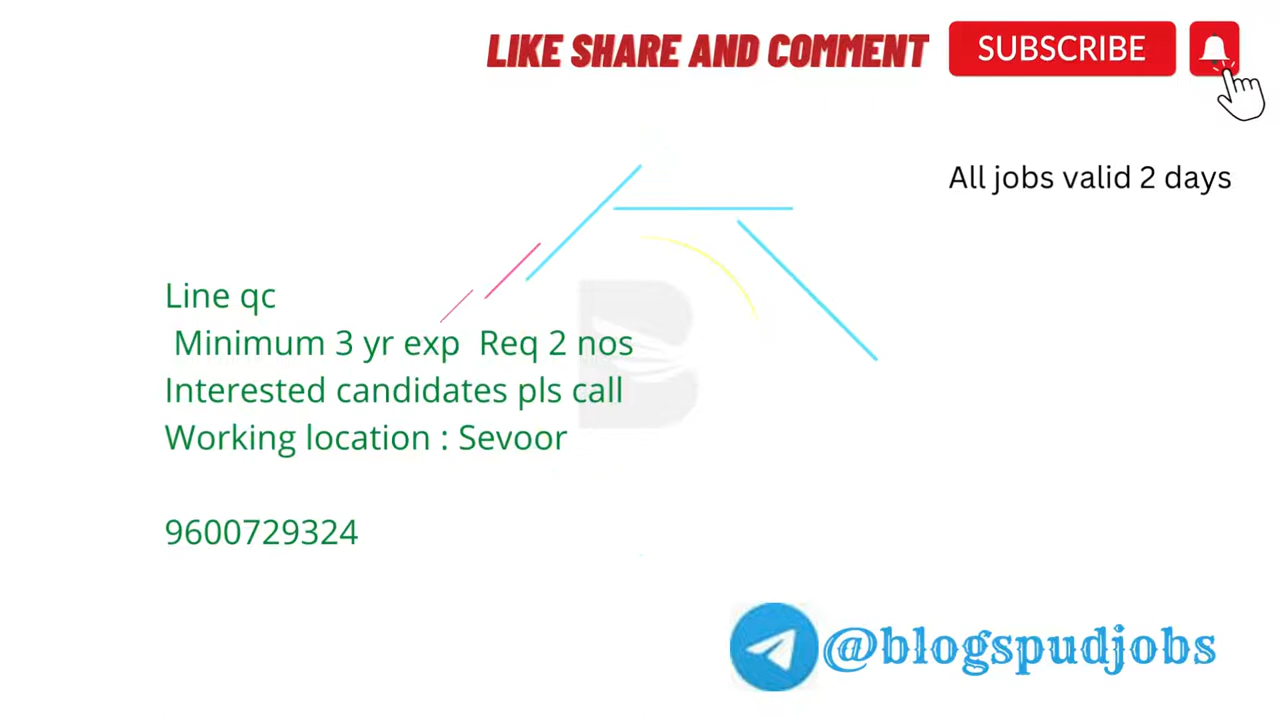 LIKE SHARE AND COMMENT
SUBSCRIBE
All jobs valid 2 days
Line qc
Minimum 3 yr exp  Req 2 nos
Interested candidates pls call
Working location : Sevoor
9600729324
@blogspudjobs